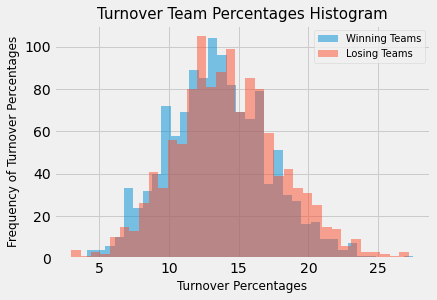 Turnover Team Percentages Histogram
Winning Teams
Losing Teams
Frequency of Turnover Percentages
100
80
60
40
20
0
5
10
15
20
25
Turnover Percentages